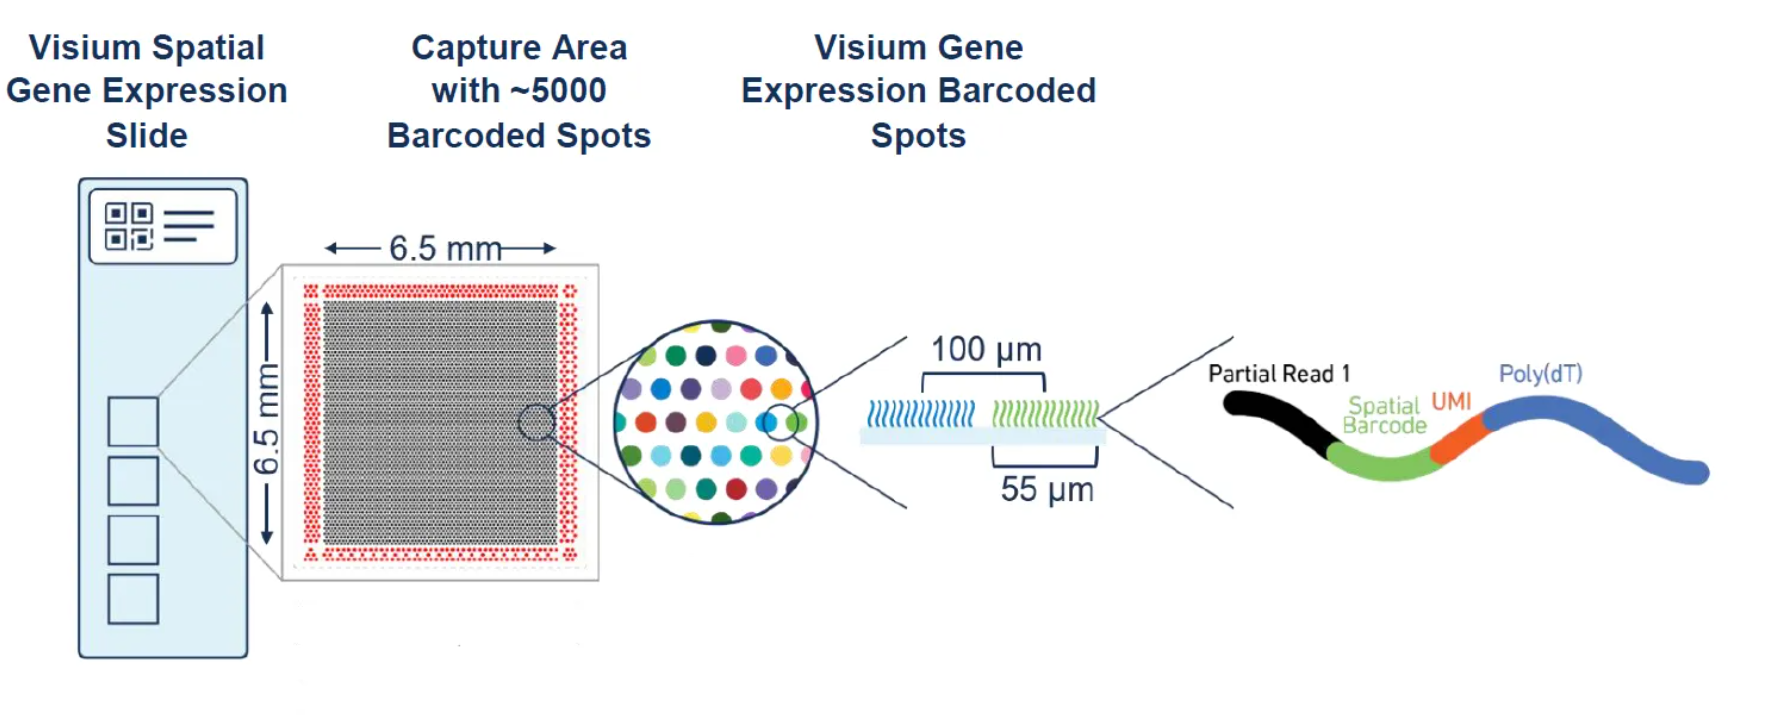 Visium Spatial
Gene Expression
Slide
Capture Area
with ~5000
Barcoded Spots
Visium Gene
Expression Barcoded
Spots
6.5 mm
6.5 mm
100 µm
55 µm
Partial Read 1
Spatial
Barcode
UMI
Poly(dT)